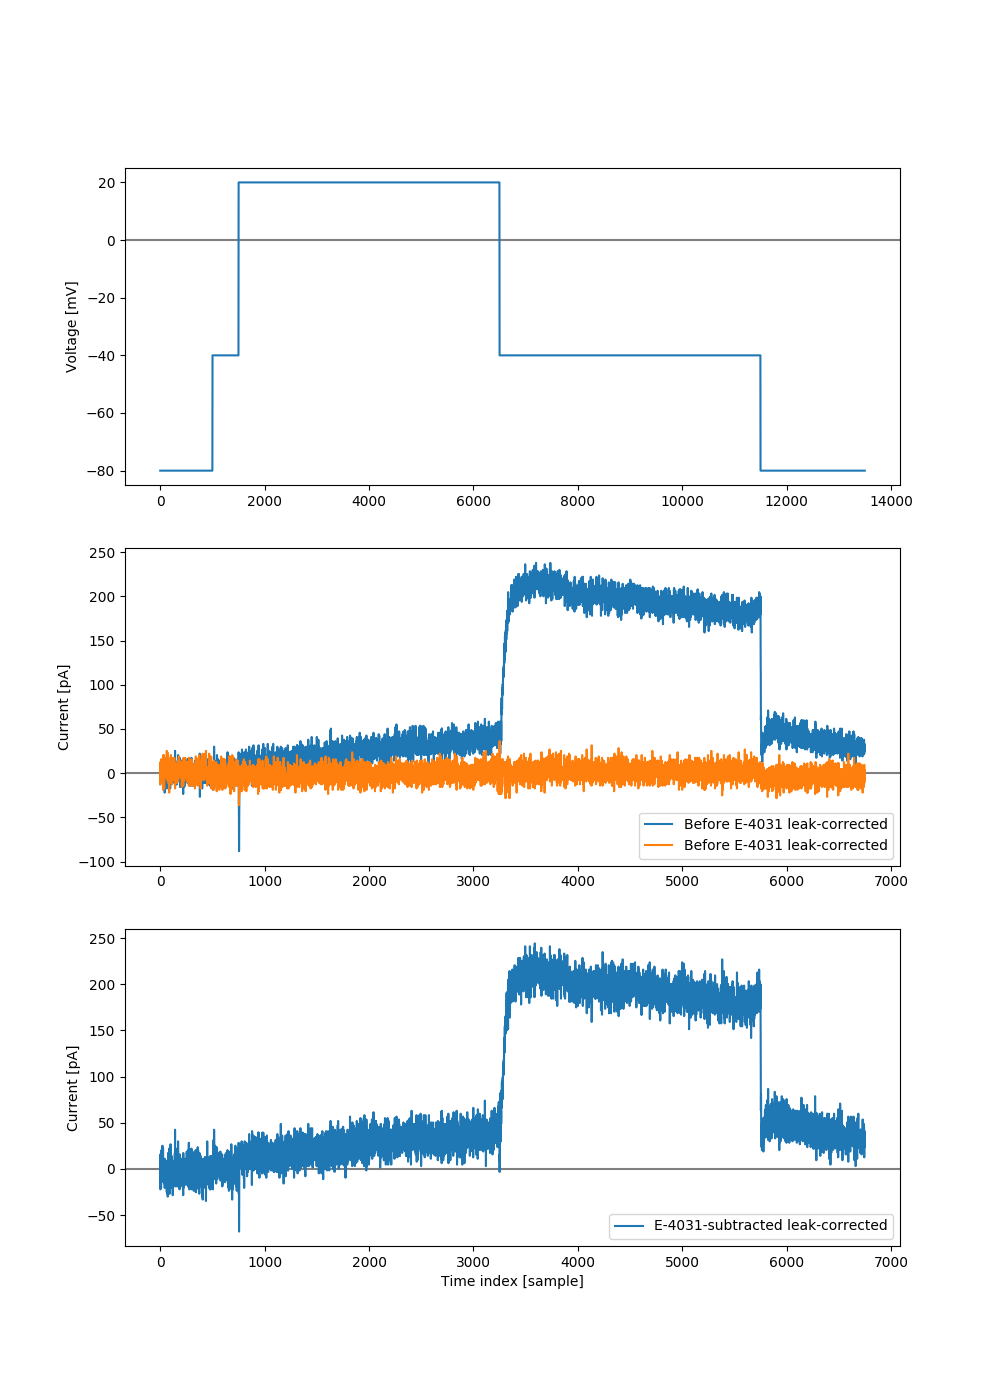 20
0
−20
−40
−60
−80
Voltage [mV]
0 2000 4000 6000 8000 10000 12000 14000
250
200
150
100
50
0
−50
−100
Current [pA]
Before E-4031 leak-corrected
Before E-4031 leak-corrected
0 1000 2000 3000 4000 5000 6000 7000
250
200
150
100
50
0
−50
Current [pA]
E-4031-subtracted leak-corrected
0 1000 2000 3000 4000 5000 6000 7000
Time index [sample]